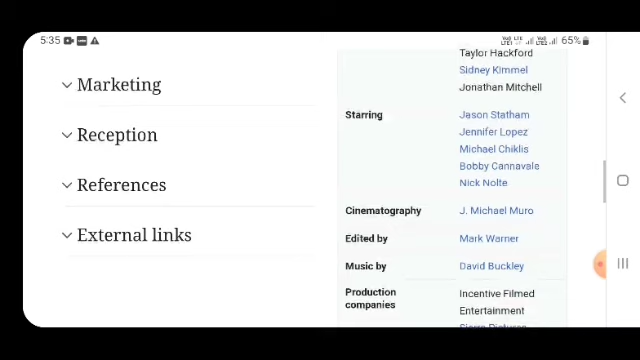 5:35
65%
Marketing
Reception
References
External links
Taylor Hackford
Sidney Kimmel
Jonathan Mitchell
Starring
Jason Statham
Jennifer Lopez
Michael Chiklis
Bobby Cannavale
Nick Nolte
Cinematography
J. Michael Muro
Edited by
Mark Warner
Music by
David Buckley
Production
companies
Incentive Filmed
Entertainment
Sierra Pictures